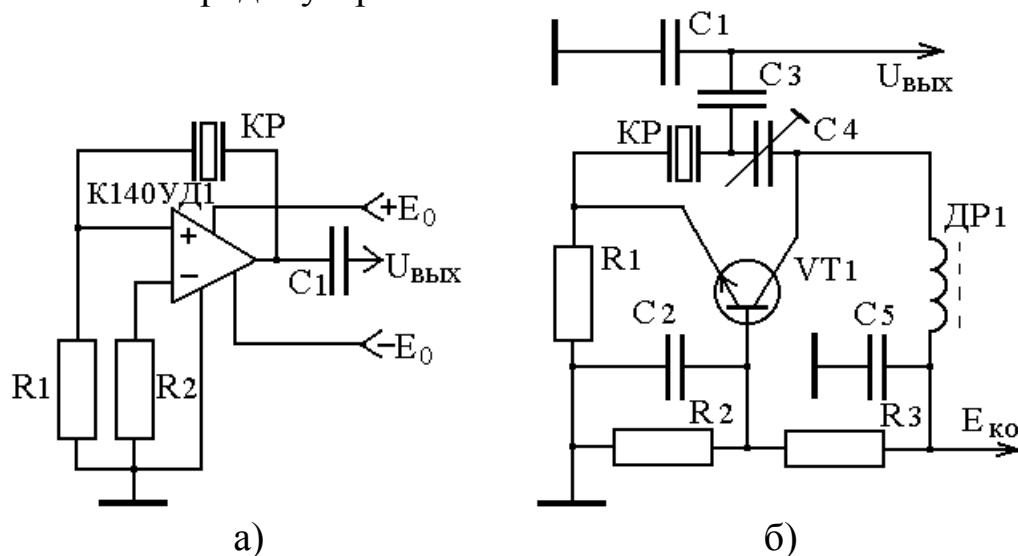 C1
Uвых
C3
КР
C4
КР
К140УД1
+E0
ДР1
+
R1
VT1
−
C1
Uвых
C2
C5
−E0
R1
R2
R2
R3
Eко
а)
б)